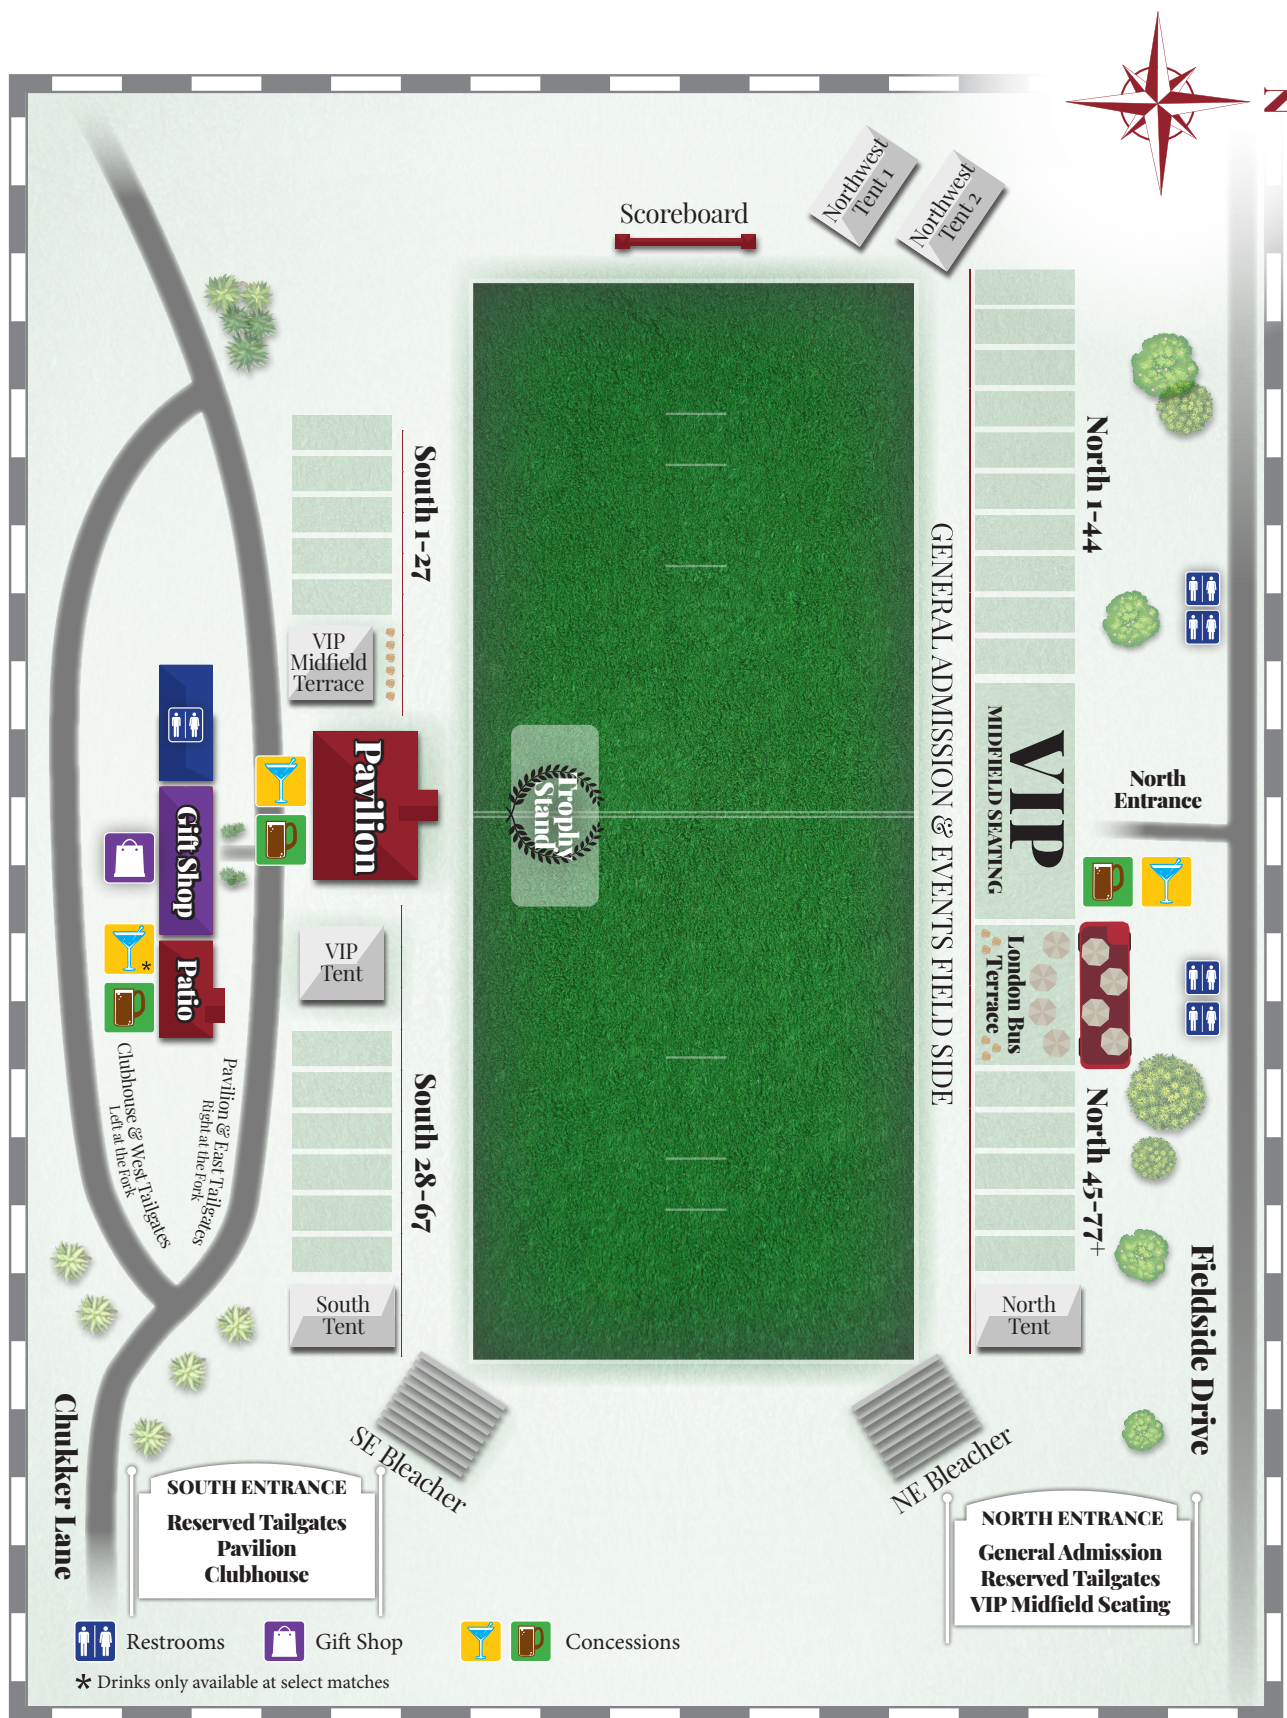 N
Northwest
Tent 1
Northwest
Tent 2
Scoreboard
South 1-27
North 1-44
GENERAL ADMISSION & EVENTS FIELD SIDE
VIP
Midfield
Terrace
VIP
MIDFIELD SEATING
North
Entrance
Pavilion
Trophy
Stand
Gift Shop
Patio
*
VIP
Tent
London Bus
Terrace
Pavilion & East Tailgates
Right at the Fork
Clubhouse & West Tailgates
Left at the Fork
South 28-67
North 45-77+
South
Tent
North
Tent
Fieldside Drive
Chukker Lane
SE Bleacher
NE Bleacher
SOUTH ENTRANCE
Reserved Tailgates
Pavilion
Clubhouse
NORTH ENTRANCE
General Admission
Reserved Tailgates
VIP Midfield Seating
Restrooms
Gift Shop
Concessions
* Drinks only available at select matches